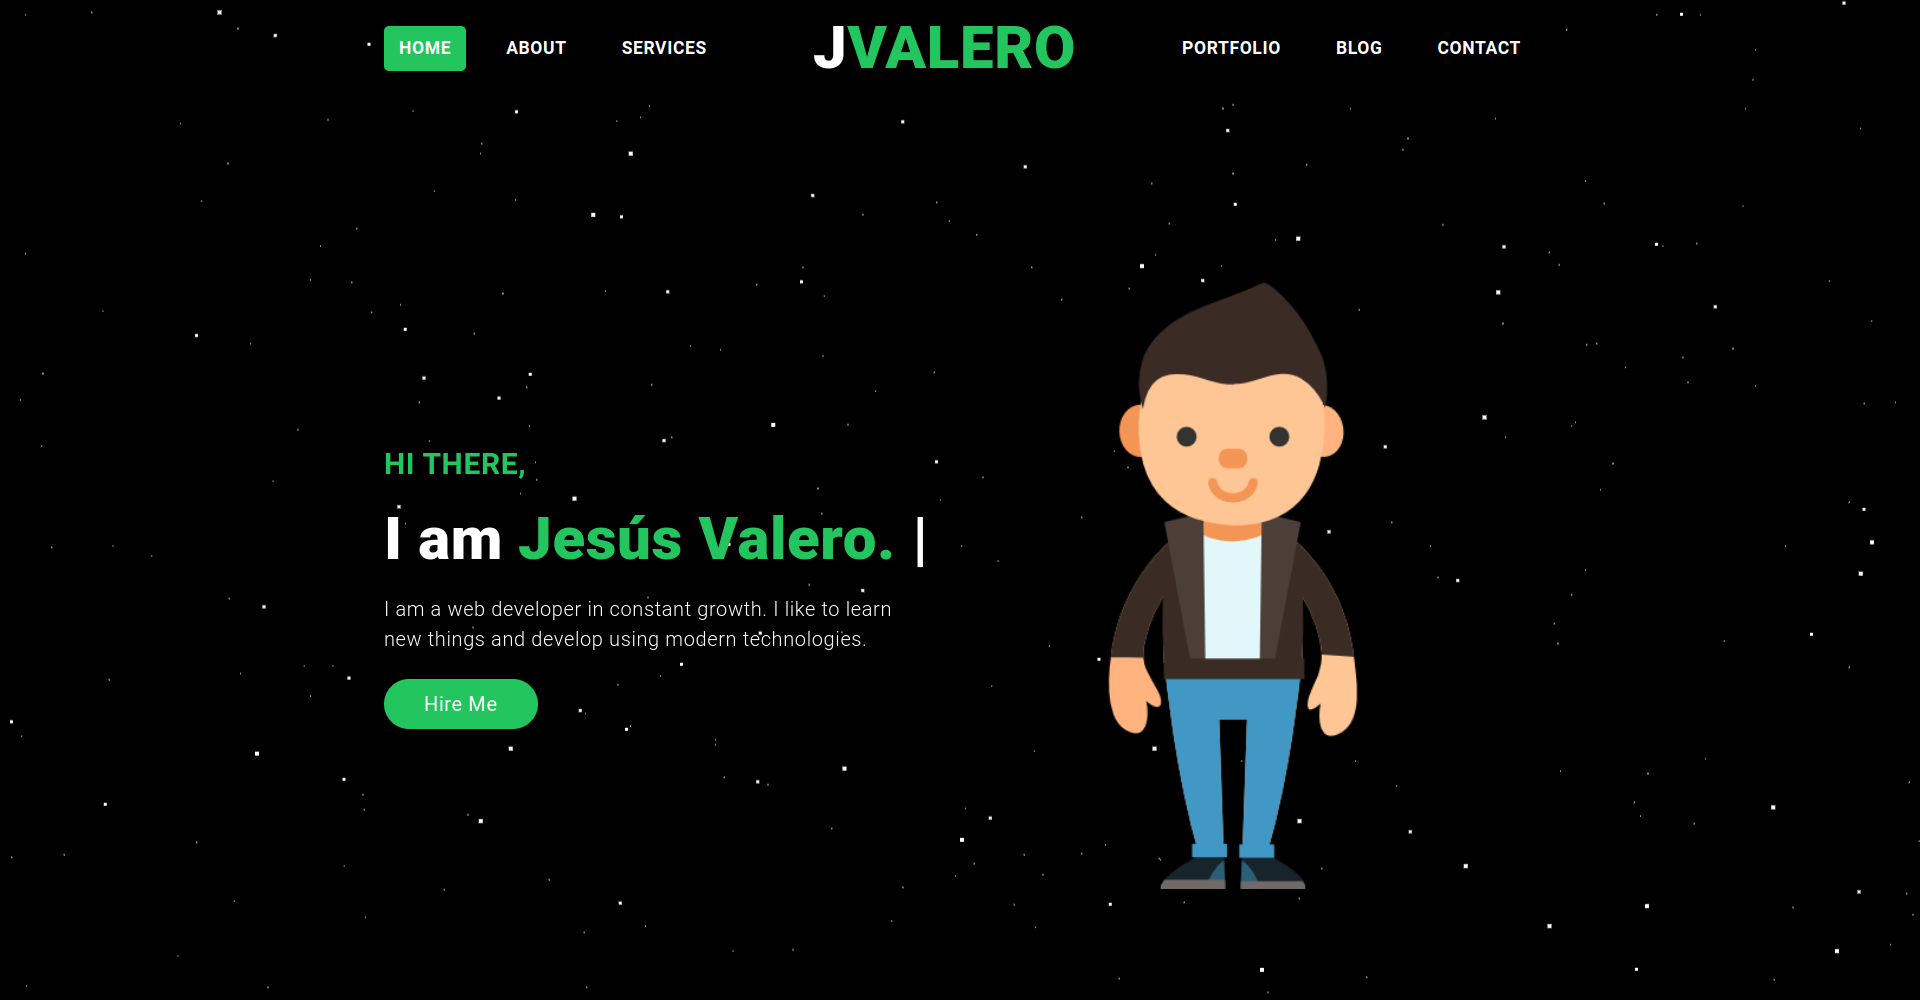 HOME ABOUT SERVICES JVALERO PORTFOLIO BLOG CONTACT
HI THERE,
I am Jesús Valero. |
I am a web developer in constant growth. I like to learn
new things and develop using modern technologies.
Hire Me